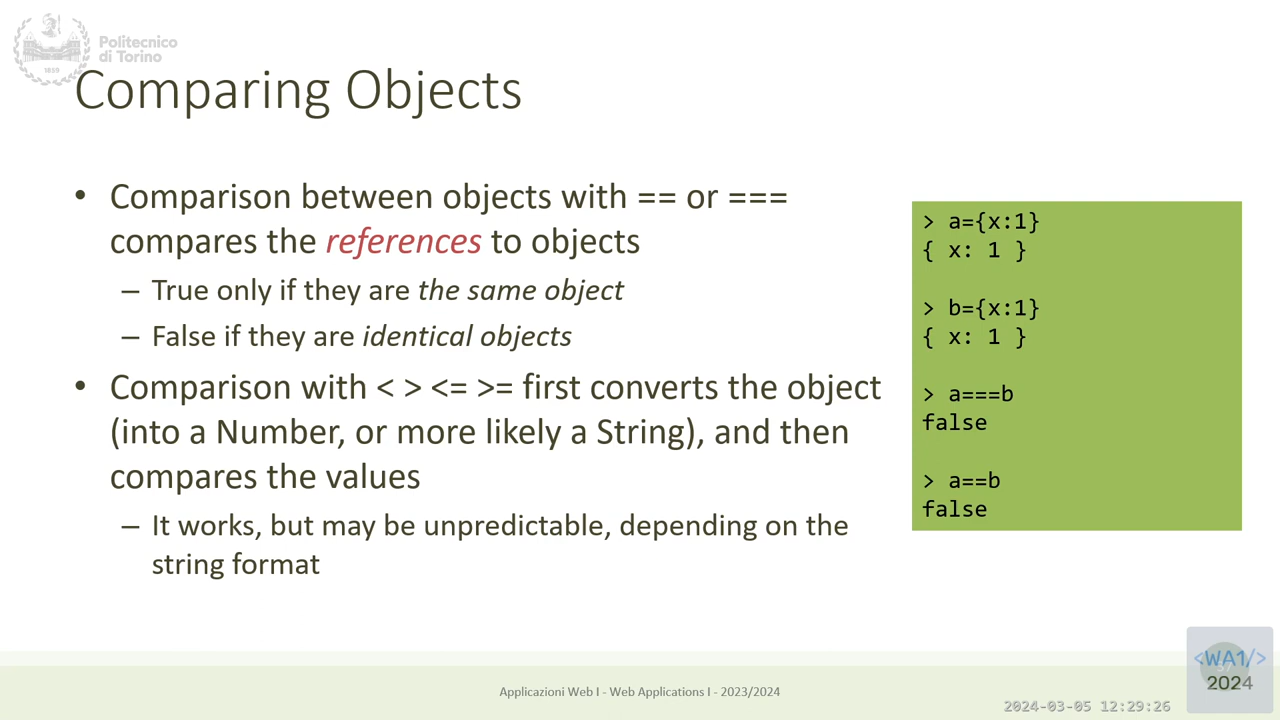 Politecnico
di Torino
1859
Comparing Objects
• Comparison between objects with == or ===
compares the references to objects
– True only if they are the same object
– False if they are identical objects
• Comparison with < > <= >= first converts the object
(into a Number, or more likely a String), and then
compares the values
– It works, but may be unpredictable, depending on the
string format
> a={x:1}
{ x: 1 }
> b={x:1}
{ x: 1 }
> a===b
false
> a==b
false
Applicazioni Web I - Web Applications I - 2023/2024
2024-03-05 12:29:26
<WA1/>
2024